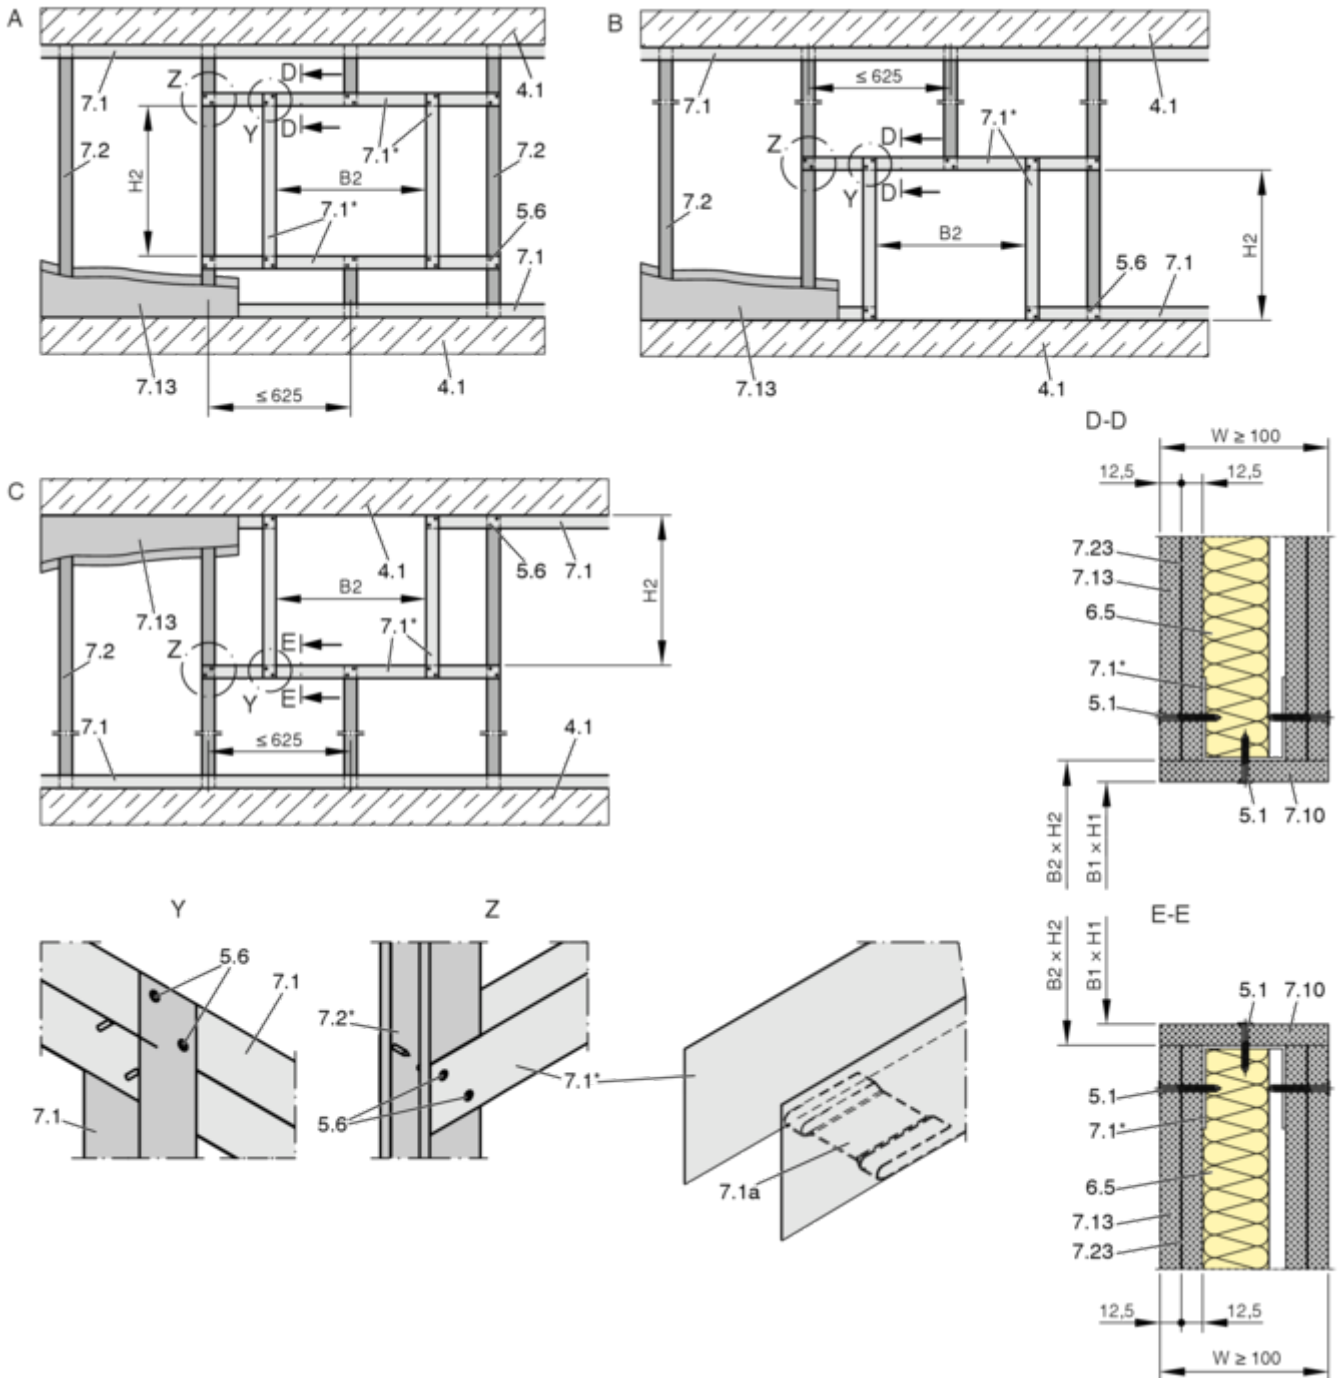 A
4.1
Z
D
7.1
Y
D
7.1*
7.2
H2
B2
7.2
7.1*
5.6
7.1
7.13
4.1
≤ 625
B
4.1
≤ 625
7.1
7.1*
Z
D
Y
D
7.2
B2
H2
5.6
7.1
7.13
4.1
C
4.1
5.6
7.1
B2
H2
7.13
7.1*
7.2
Z
E
Y
E
7.1
≤ 625
4.1
D-D
W ≥ 100
12,5
12,5
7.23
7.13
6.5
7.1*
5.1
5.1
7.10
B2 × H2
B1 × H1
Y
5.6
7.1
7.1
Z
7.2*
7.1*
5.6
7.1a
E-E
B2 × H2
B1 × H1
5.1
7.10
5.1
7.1*
6.5
7.13
7.23
12,5
12,5
W ≥ 100